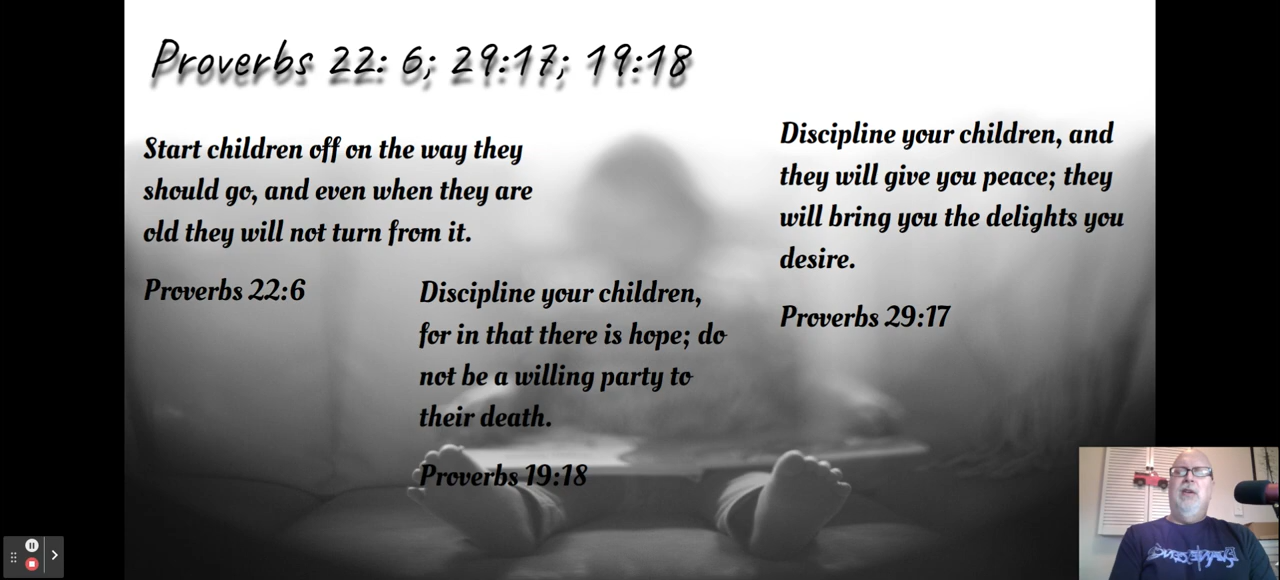 Proverbs 22: 6; 29:17; 19:18
Start children off on the way they
should go, and even when they are
old they will not turn from it.
Proverbs 22:6
Discipline your children,
for in that there is hope; do
not be a willing party to
their death.
Proverbs 19:18
Discipline your children, and
they will give you peace; they
will bring you the delights you
desire.
Proverbs 29:17